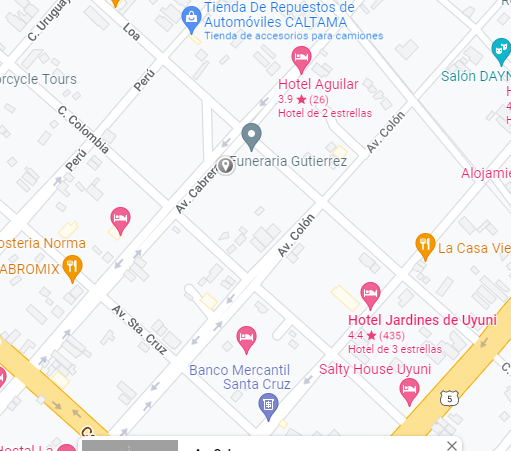 C. Uruguay
Loa
Tienda De Repuestos de
Automóviles CALTAMA
Tienda de accesorios para camiones
orcycle Tours
Perú
Hotel Aguilar
3.9 ★ (26)
Hotel de 2 estrellas
Salón DAYN
C. Colombia
Perú
Av. Colón
Funeraria Gutierrez
Av. Cabrera
Alojamie
osteria Norma
Av. Colón
La Casa Vie
ABROMIX
Av. Sta. Cruz
Hotel Jardines de Uyuni
4.4 ★ (435)
Hotel de 3 estrellas
Banco Mercantil
Santa Cruz
Salty House Uyuni
5
Hostal La